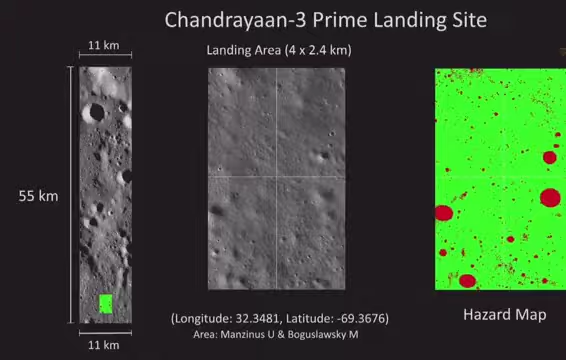 Chandrayaan-3 Prime Landing Site
11 km
Landing Area (4 x 2.4 km)
55 km
(Longitude: 32.3481, Latitude: -69.3676)
Area: Manzinus U & Boguslawsky M
Hazard Map
11 km